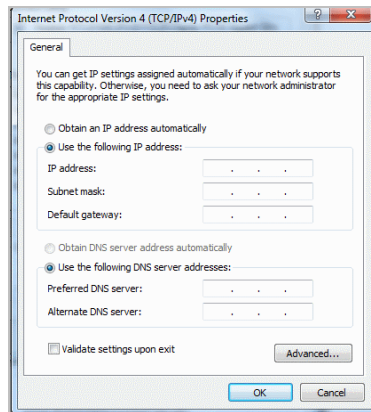 Internet Protocol Version 4 (TCP/IPv4) Properties
General
You can get IP settings assigned automatically if your network supports
this capability. Otherwise, you need to ask your network administrator
for the appropriate IP settings.
Obtain an IP address automatically
Use the following IP address:
IP address:
Subnet mask:
Default gateway:
Obtain DNS server address automatically
Use the following DNS server addresses:
Preferred DNS server:
Alternate DNS server:
Validate settings upon exit
Advanced...
OK Cancel